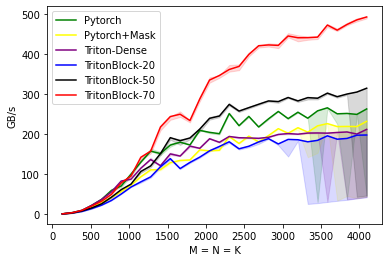 500
400
300
200
100
0
GB/s
Pytorch
Pytorch+Mask
Triton-Dense
TritonBlock-20
TritonBlock-50
TritonBlock-70
0 500 1000 1500 2000 2500 3000 3500 4000
M = N = K